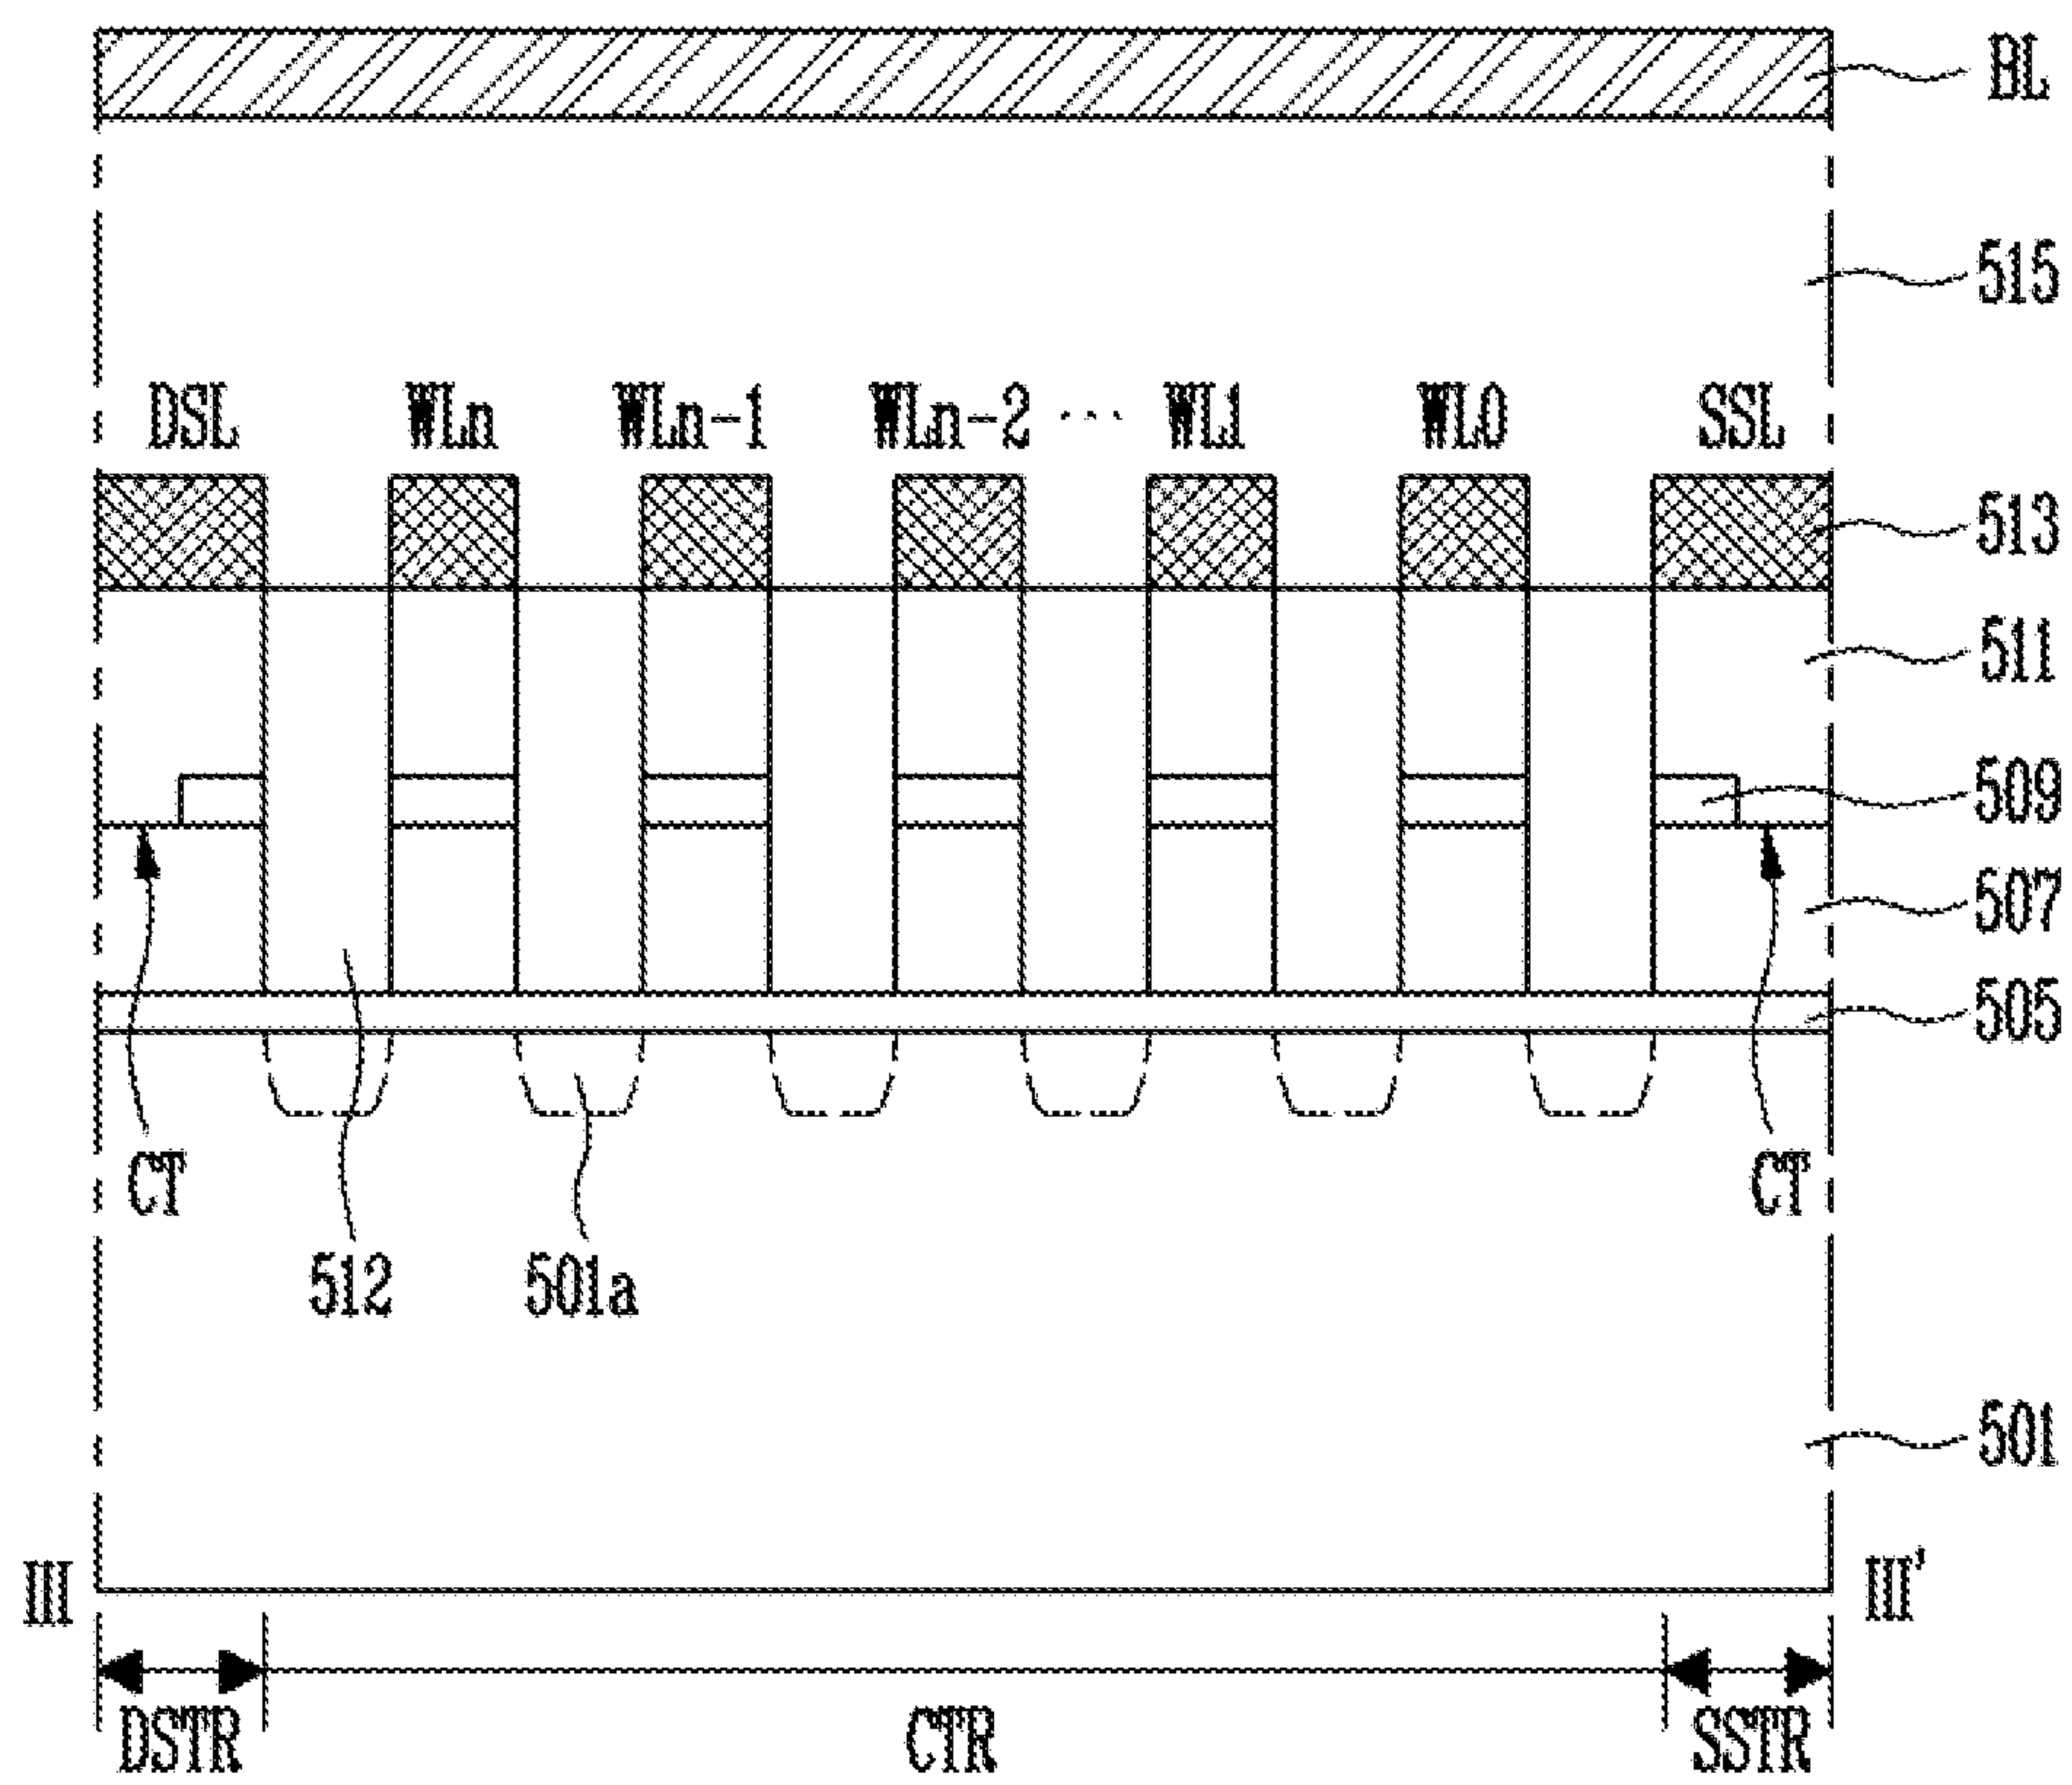 BL
515
DSL WLn WLn-1 WLn-2 ··· WL1 WL0 SSL
513
511
509
507
505
CT CT
512 501a
501
III III'
DSTR CTR SSTR